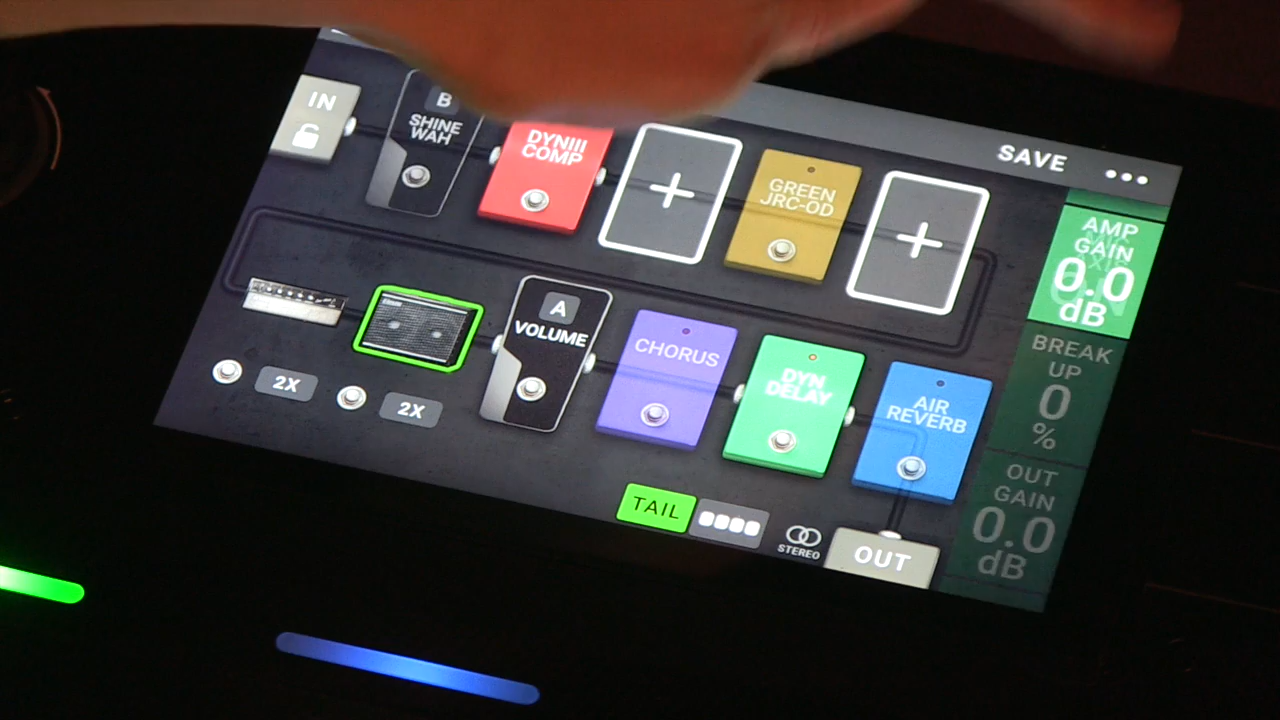 IN
B
SHINE
WAH
DYNIII
COMP
+
GREEN
JRC-OD
+
SAVE
AMP
GAIN
0.0
dB
BREAK
UP
0
%
OUT
GAIN
0.0
dB
2X
2X
A
VOLUME
CHORUS
DYN
DELAY
AIR
REVERB
TAIL
STEREO
OUT